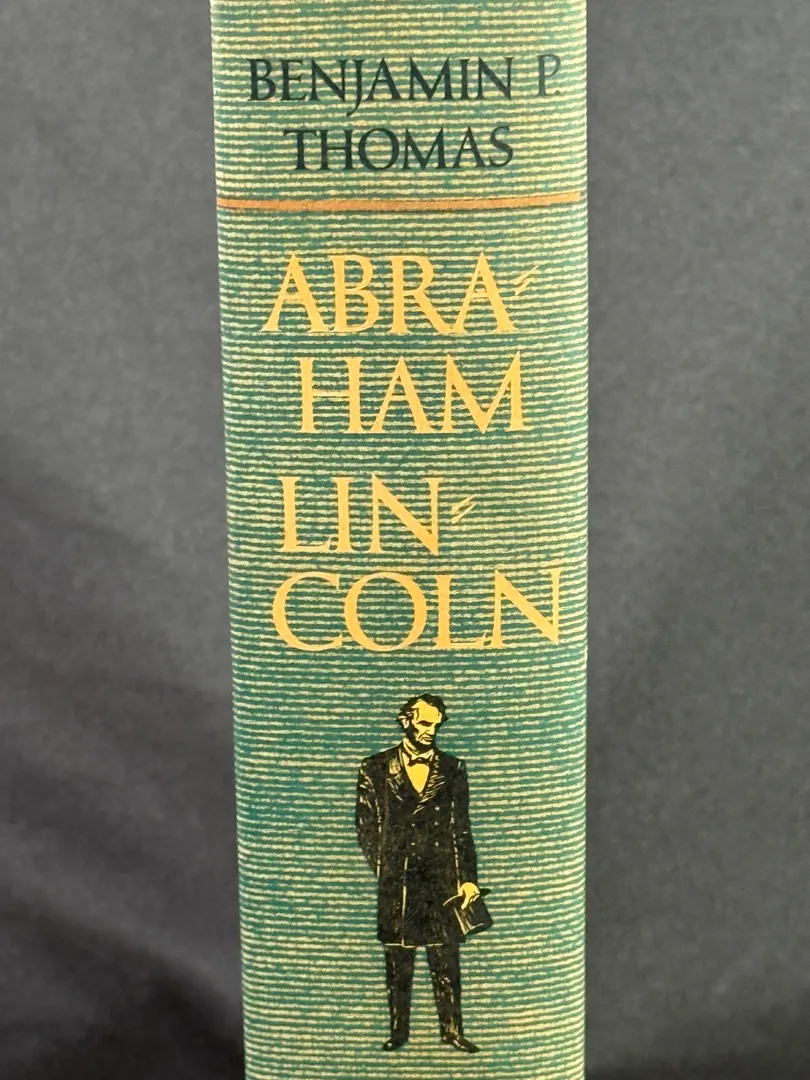 BENJAMIN P.
THOMAS
ABRA-
HAM
LIN-
COLN